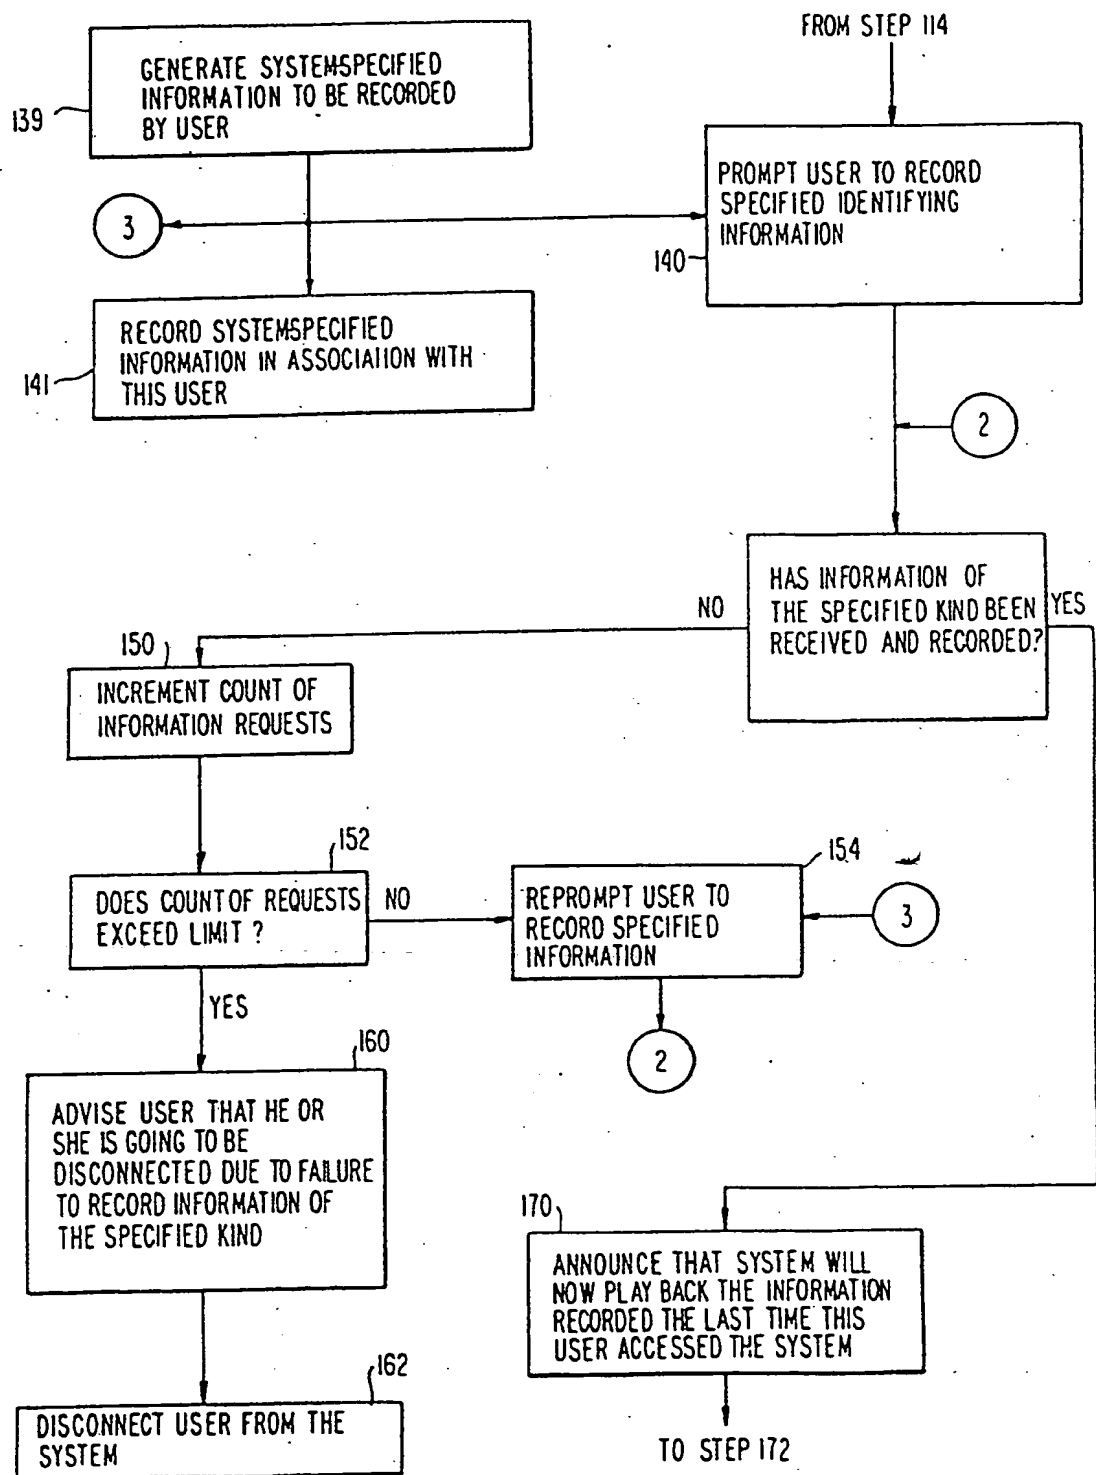 FROM STEP 114
GENERATE SYSTEMSPECIFIED
INFORMATION TO BE RECORDED
BY USER
139
PROMPT USER TO RECORD
SPECIFIED IDENTIFYING
INFORMATION
140
3
RECORD SYSTEMSPECIFIED
INFORMATION IN ASSOCIATION WITH
THIS USER
141
2
HAS INFORMATION OF
THE SPECIFIED KIND BEEN
RECEIVED AND RECORDED?
NO
YES
150
INCREMENT COUNT OF
INFORMATION REQUESTS
152
DOES COUNT OF REQUESTS
EXCEED LIMIT ?
NO
YES
154
REPROMPT USER TO
RECORD SPECIFIED
INFORMATION
3
2
160
ADVISE USER THAT HE OR
SHE IS GOING TO BE
DISCONNECTED DUE TO FAILURE
TO RECORD INFORMATION OF
THE SPECIFIED KIND
170
ANNOUNCE THAT SYSTEM WILL
NOW PLAY BACK THE INFORMATION
RECORDED THE LAST TIME THIS
USER ACCESSED THE SYSTEM
162
DISCONNECT USER FROM THE
SYSTEM
TO STEP 172